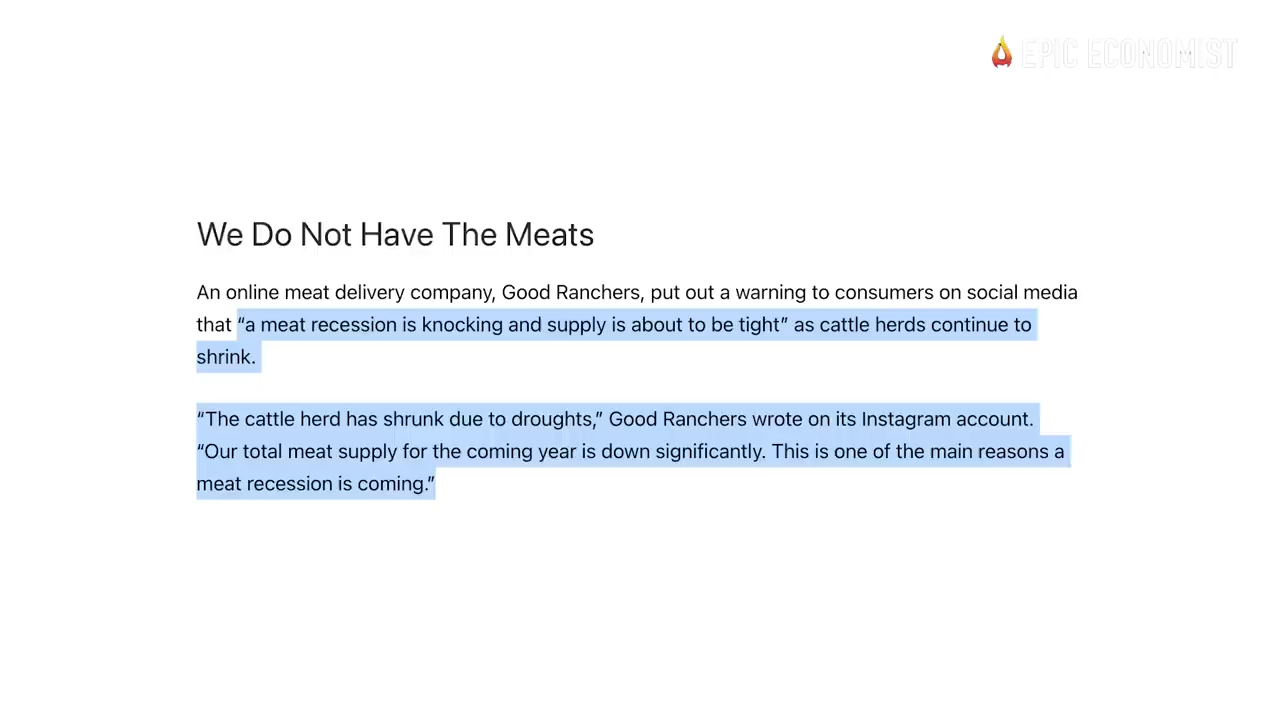 EPIC ECONOMIST
We Do Not Have The Meats
An online meat delivery company, Good Ranchers, put out a warning to consumers on social media
that “a meat recession is knocking and supply is about to be tight” as cattle herds continue to
shrink.
“The cattle herd has shrunk due to droughts,” Good Ranchers wrote on its Instagram account.
“Our total meat supply for the coming year is down significantly. This is one of the main reasons a
meat recession is coming.”